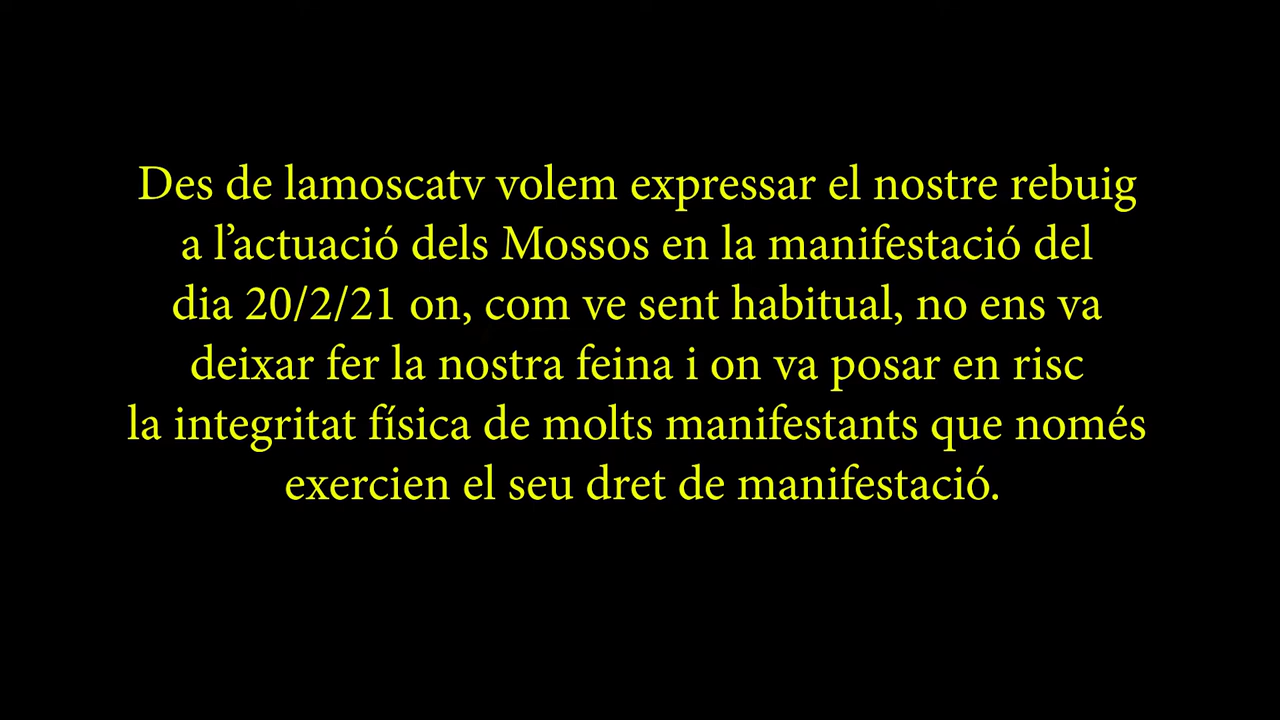 Des de lamoscatv volem expressar el nostre rebuig
a l’actuació dels Mossos en la manifestació del
dia 20/2/21 on, com ve sent habitual, no ens va
deixar fer la nostra feina i on va posar en risc
la integritat física de molts manifestants que només
exercien el seu dret de manifestació.